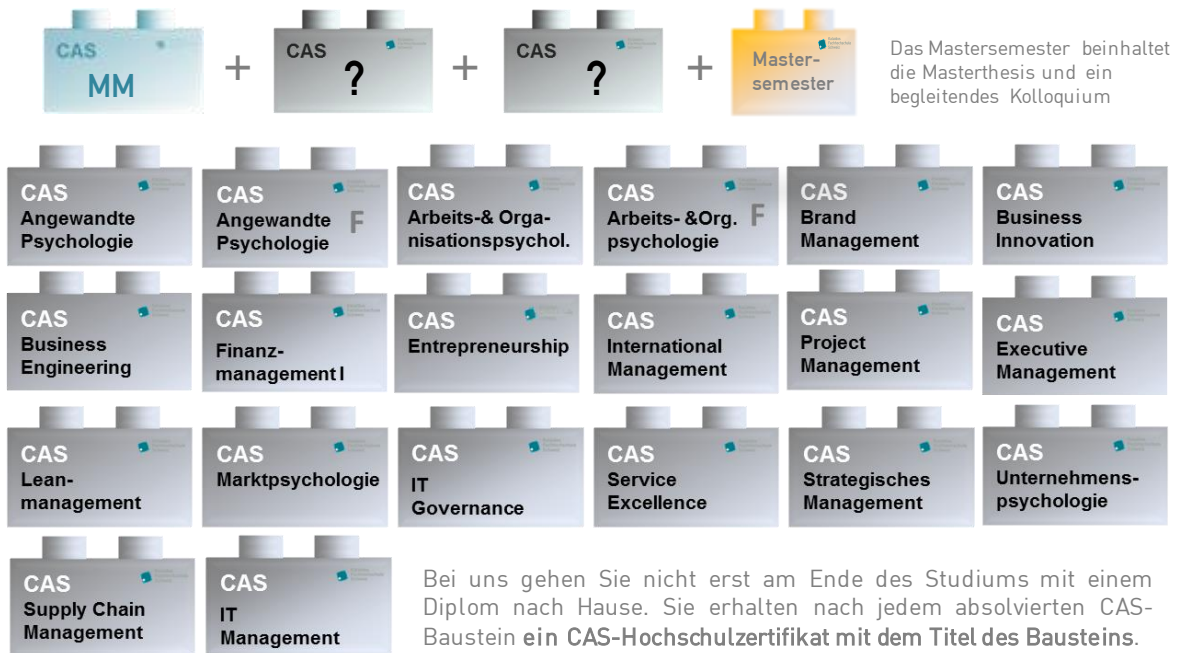 CAS
MM
+
CAS
?
+
CAS
?
+
Master-
semester
Das Mastersemester beinhaltet
die Masterthesis und ein
begleitendes Kolloquium
CAS
Angewandte
Psychologie
CAS
Angewandte
Psychologie F
CAS
Arbeits-& Orga-
nisationspsychol.
CAS
Arbeits- &Org. F
psychologie
CAS
Brand
Management
CAS
Business
Innovation
CAS
Business
Engineering
CAS
Finanz-
management I
CAS
Entrepreneurship
CAS
International
Management
CAS
Project
Management
CAS
Executive
Management
CAS
Lean-
management
CAS
Marktpsychologie
CAS
IT
Governance
CAS
Service
Excellence
CAS
Strategisches
Management
CAS
Unternehmens-
psychologie
CAS
Supply Chain
Management
CAS
IT
Management
Bei uns gehen Sie nicht erst am Ende des Studiums mit einem
Diplom nach Hause. Sie erhalten nach jedem absolvierten CAS-
Baustein ein CAS-Hochschulzertifikat mit dem Titel des Bausteins.